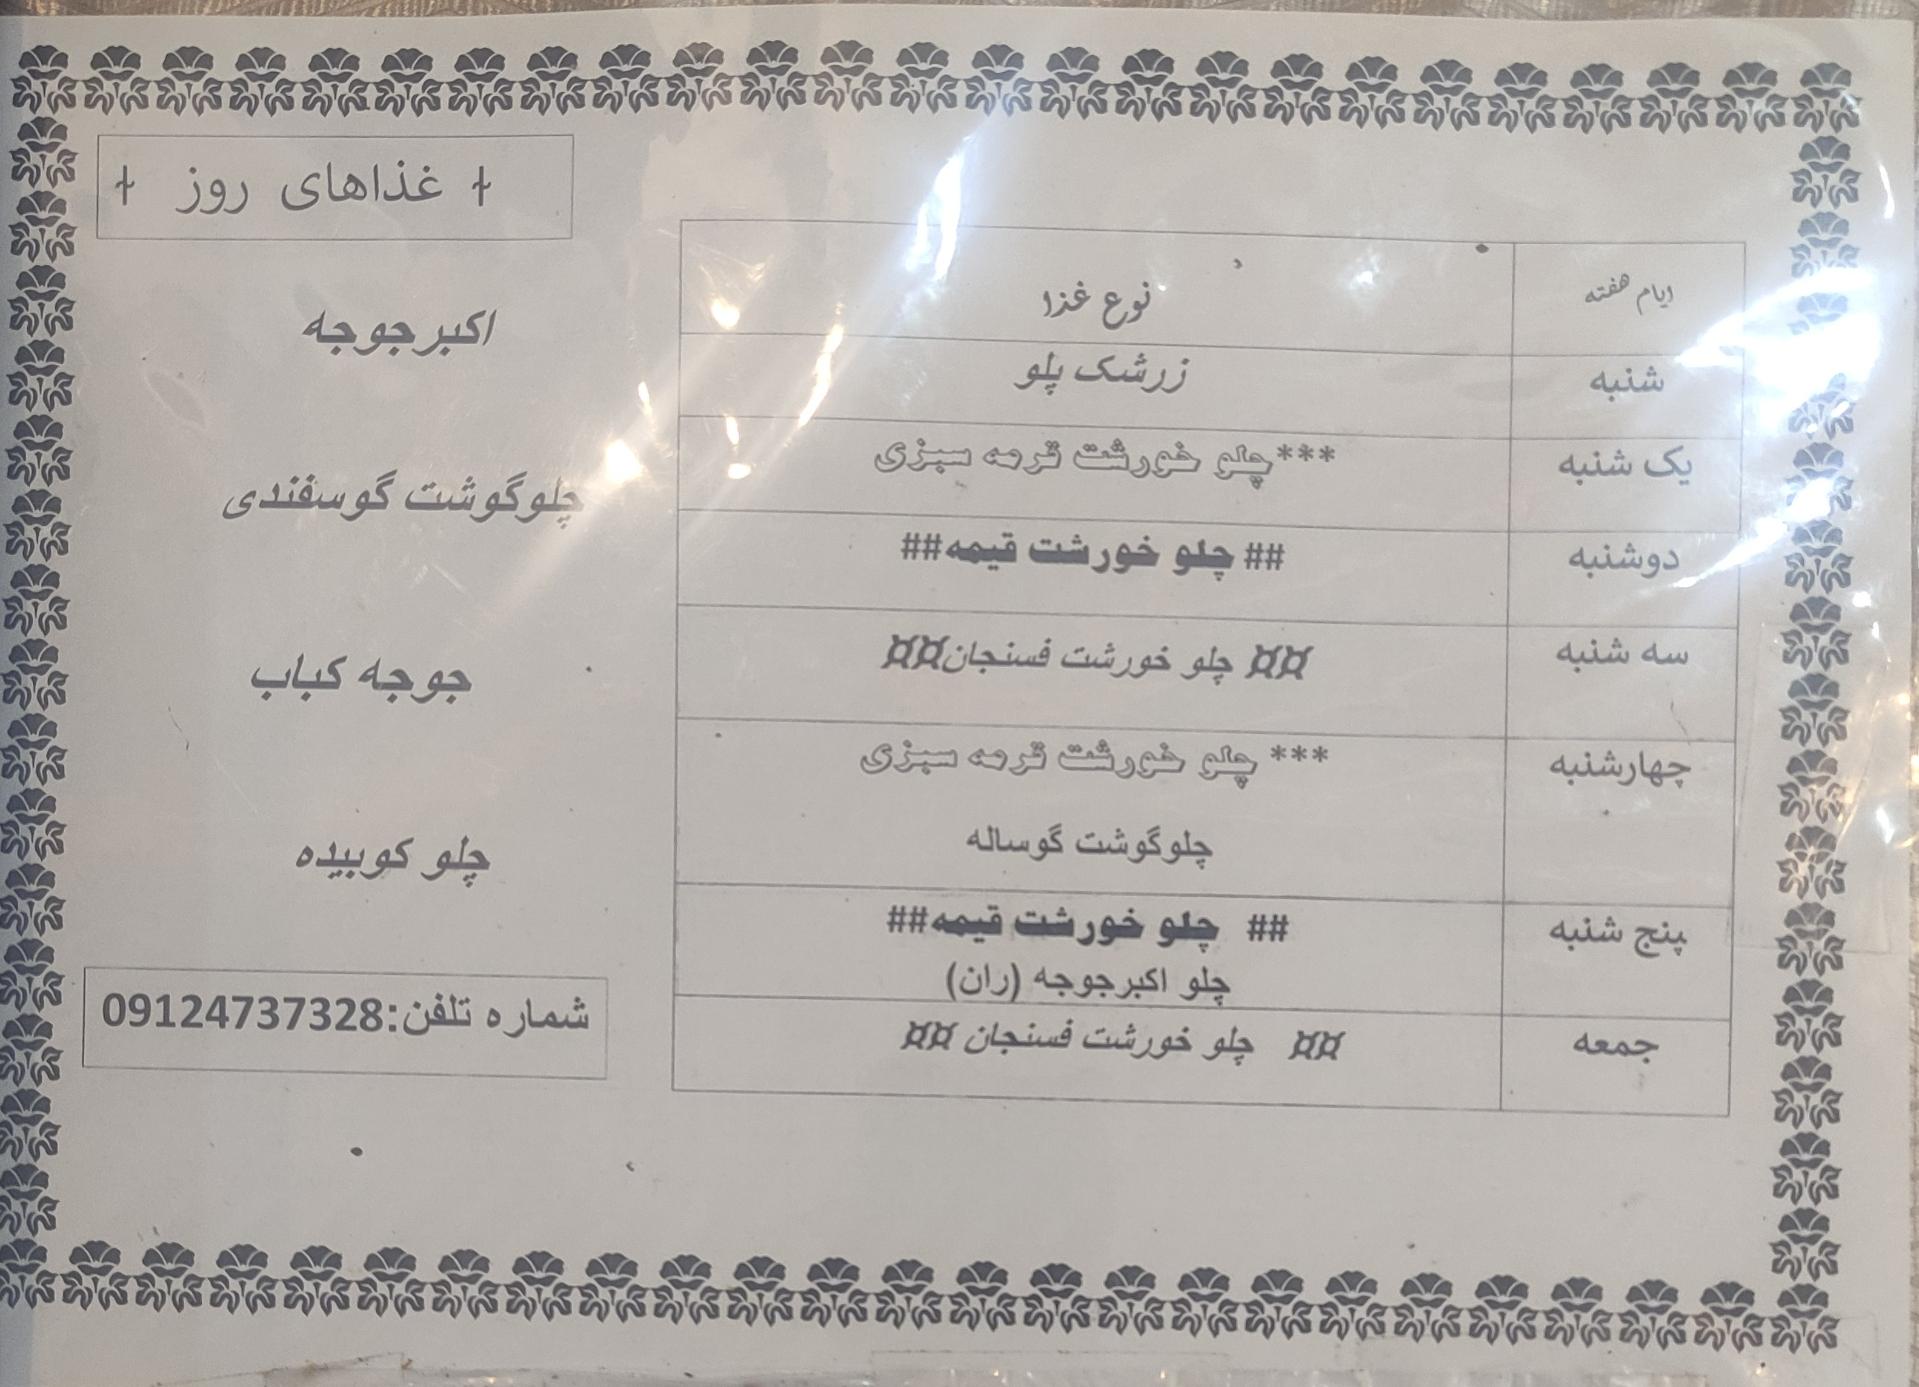 + غذاهای روز +
اکبرجوجه
چلوگوشت گوسفندی
جوجه کباب
چلو کوبیده
شماره تلفن:09124737328
ایام هفته نوع غذا
شنبه زرشک پلو
یک شنبه ***چلو خورشت قرمه سبزی
دوشنبه ## چلو خورشت قیمه##
سه شنبه ¤¤ چلو خورشت فسنجان¤¤
چهارشنبه *** چلو خورشت قرمه سبزی
چلوگوشت گوساله
پنج شنبه ## چلو خورشت قیمه##
چلو اکبرجوجه (ران)
جمعه ¤¤ چلو خورشت فسنجان ¤¤